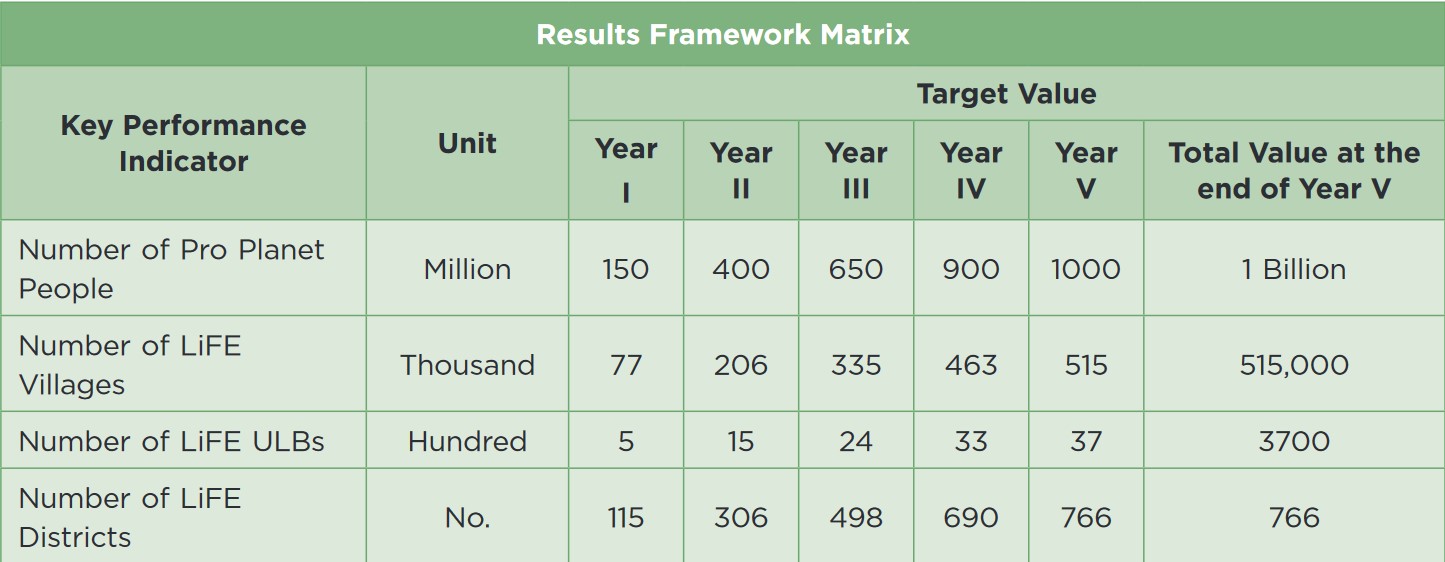 Results Framework Matrix
Key Performance Indicator Unit Target Value
Year I Year II Year III Year IV Year V Total Value at the end of Year V
Number of Pro Planet People Million 150 400 650 900 1000 1 Billion
Number of LiFE Villages Thousand 77 206 335 463 515 515,000
Number of LiFE ULBs Hundred 5 15 24 33 37 3700
Number of LiFE Districts No. 115 306 498 690 766 766